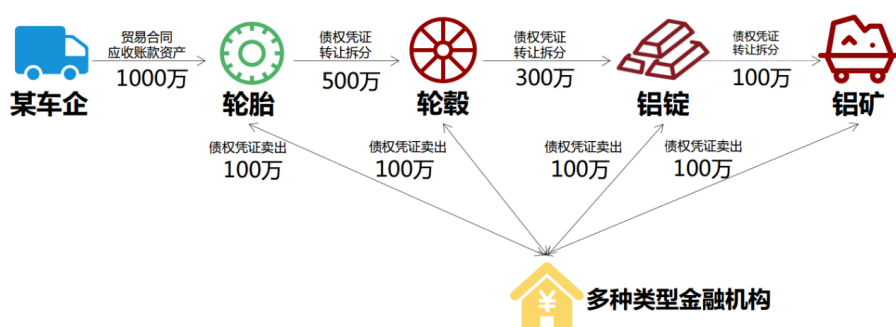 贸易合同
应收账款资产
1000万
债权凭证
转让拆分
500万
债权凭证
转让拆分
300万
债权凭证
转让拆分
100万
某车企
轮胎
轮毂
铝锭
铝矿
债权凭证卖出
100万
债权凭证卖出
100万
债权凭证卖出
100万
债权凭证卖出
100万
¥
多种类型金融机构